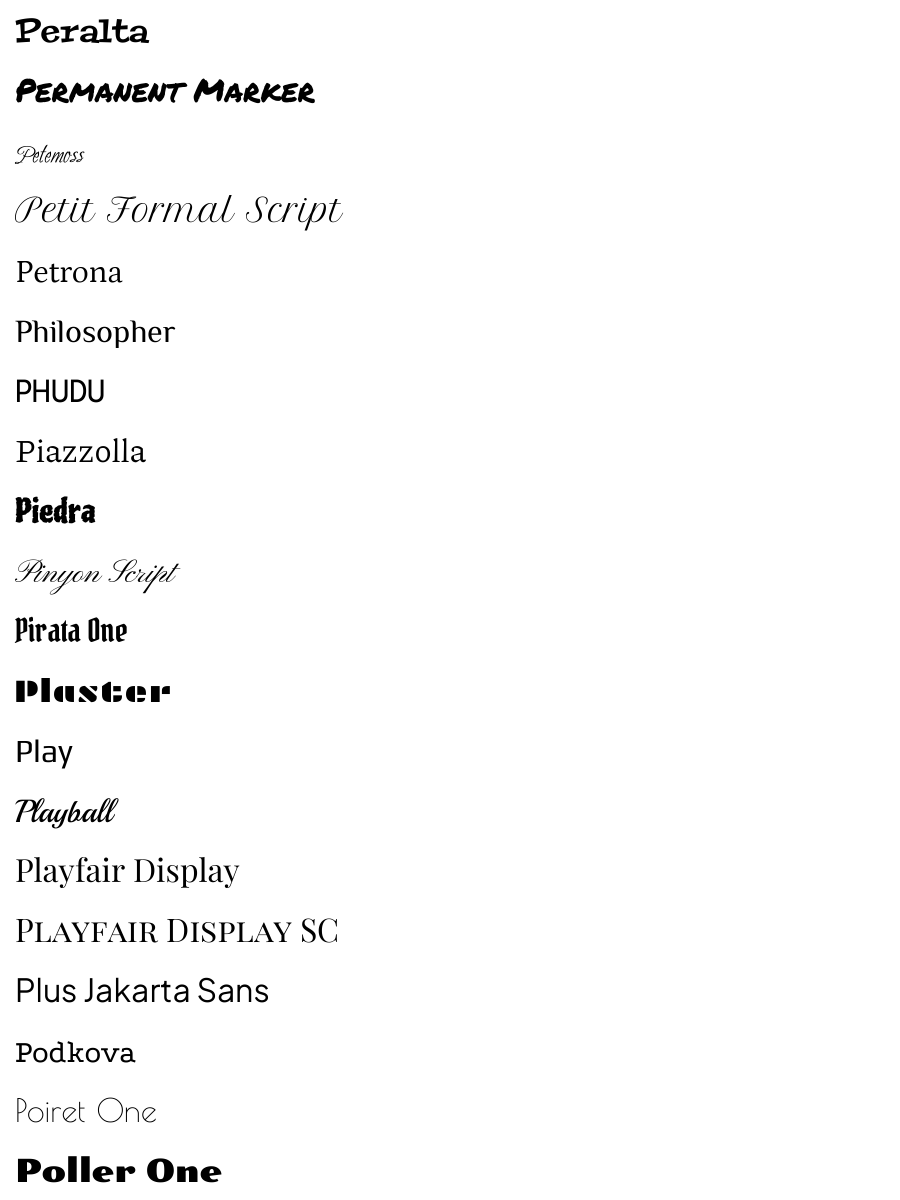 Peralta
Permanent Marker
Petemoss
Petit Formal Script
Petrona
Philosopher
PHUDU
Piazzolla
Piedra
Pinyon Script
Pirata One
Plaster
Play
Playball
Playfair Display
Playfair Display SC
Plus Jakarta Sans
Podkova
Poiret One
Poller One